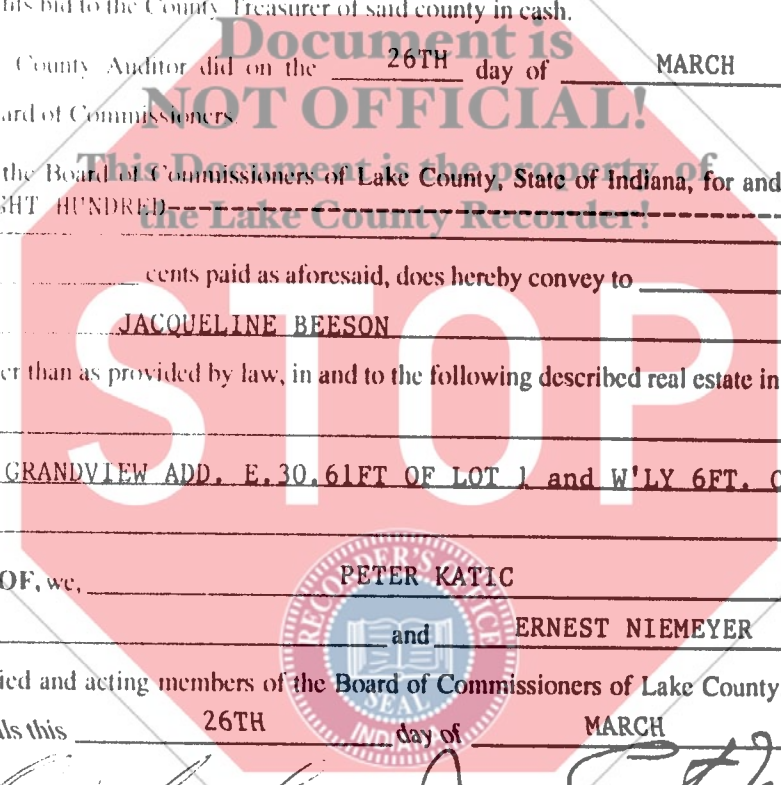 his bid to the County Treasurer of said county in cash.
Document is
County Auditor did on the 26TH day of MARCH
NOT OFFICIAL!
ard of Commissioners.
This Document is the property of
the Board of Commissioners of Lake County, State of Indiana, for and
GHT HUNDRED
the Lake County Recorder!
cents paid as aforesaid, does hereby convey to
STOP
JACQUELINE BEESON
er than as provided by law, in and to the following described real estate in
GRANDVIEW ADD. E.30.61FT OF LOT 1 and W'LY 6FT. O
OF, we, PETER KATIC
RECORDER'S OFFICE
and ERNEST NIEMEYER
ied and acting members of the Board of Commissioners of Lake County
SEAL
ls this 26TH day of MARCH
INDIANA